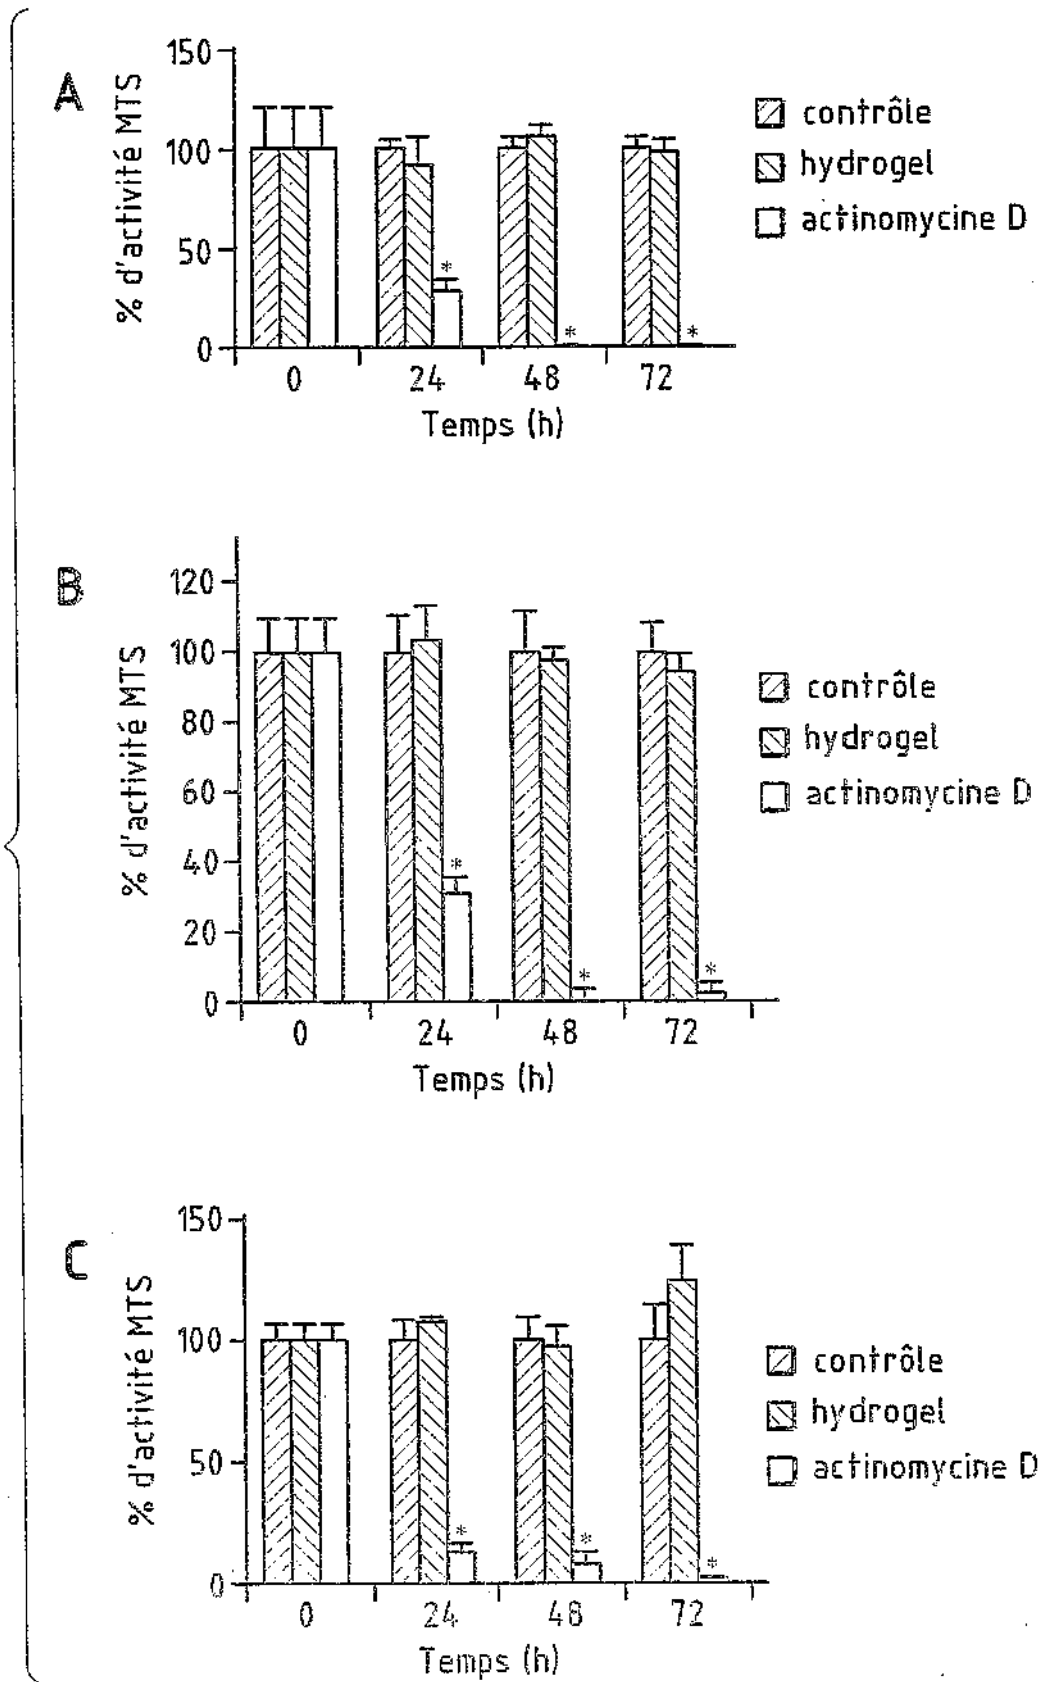 A
% d'activité MTS
150
100
50
0
*
*
*
0
24
48
72
Temps (h)
contrôle
hydrogel
actinomycine D
B
% d'activité MTS
120
100
80
60
40
20
0
*
*
*
0
24
48
72
Temps (h)
contrôle
hydrogel
actinomycine D
C
% d'activité MTS
150
100
50
0
*
*
*
0
24
48
72
Temps (h)
contrôle
hydrogel
actinomycine D